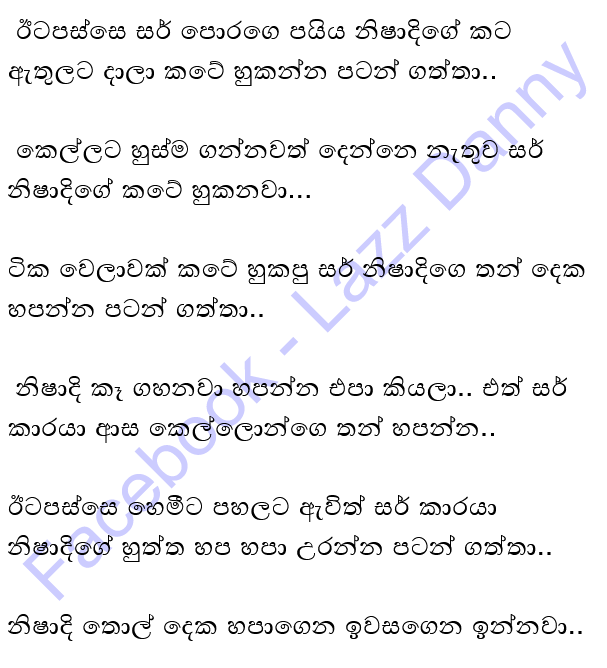 ඊටපස්සෙ සර් පොරගෙ පයිය නිෂාදිගේ කට
ඇතුලට දාලා කටේ හුකන්න පටන් ගත්තා..
කෙල්ලට හුස්ම ගන්නවත් දෙන්නෙ නැතුව සර්
නිෂාදිගේ කටේ හුකනවා...
ටික වෙලාවක් කටේ හුකපු සර් නිෂාදිගෙ තන් දෙක
හපන්න පටන් ගත්තා..
නිෂාදි කෑ ගහනවා හපන්න එපා කියලා.. එත් සර්
කාරයා ආස කෙල්ලොන්ගෙ තන් හපන්න..
ඊටපස්සෙ හෙමීට පහලට ඇවිත් සර් කාරයා
නිෂාදිගේ හුත්ත හප හපා උරන්න පටන් ගත්තා..
නිෂාදි තොල් දෙක හපාගෙන ඉවසගෙන ඉන්නවා..
Facebook - Lazz Danny